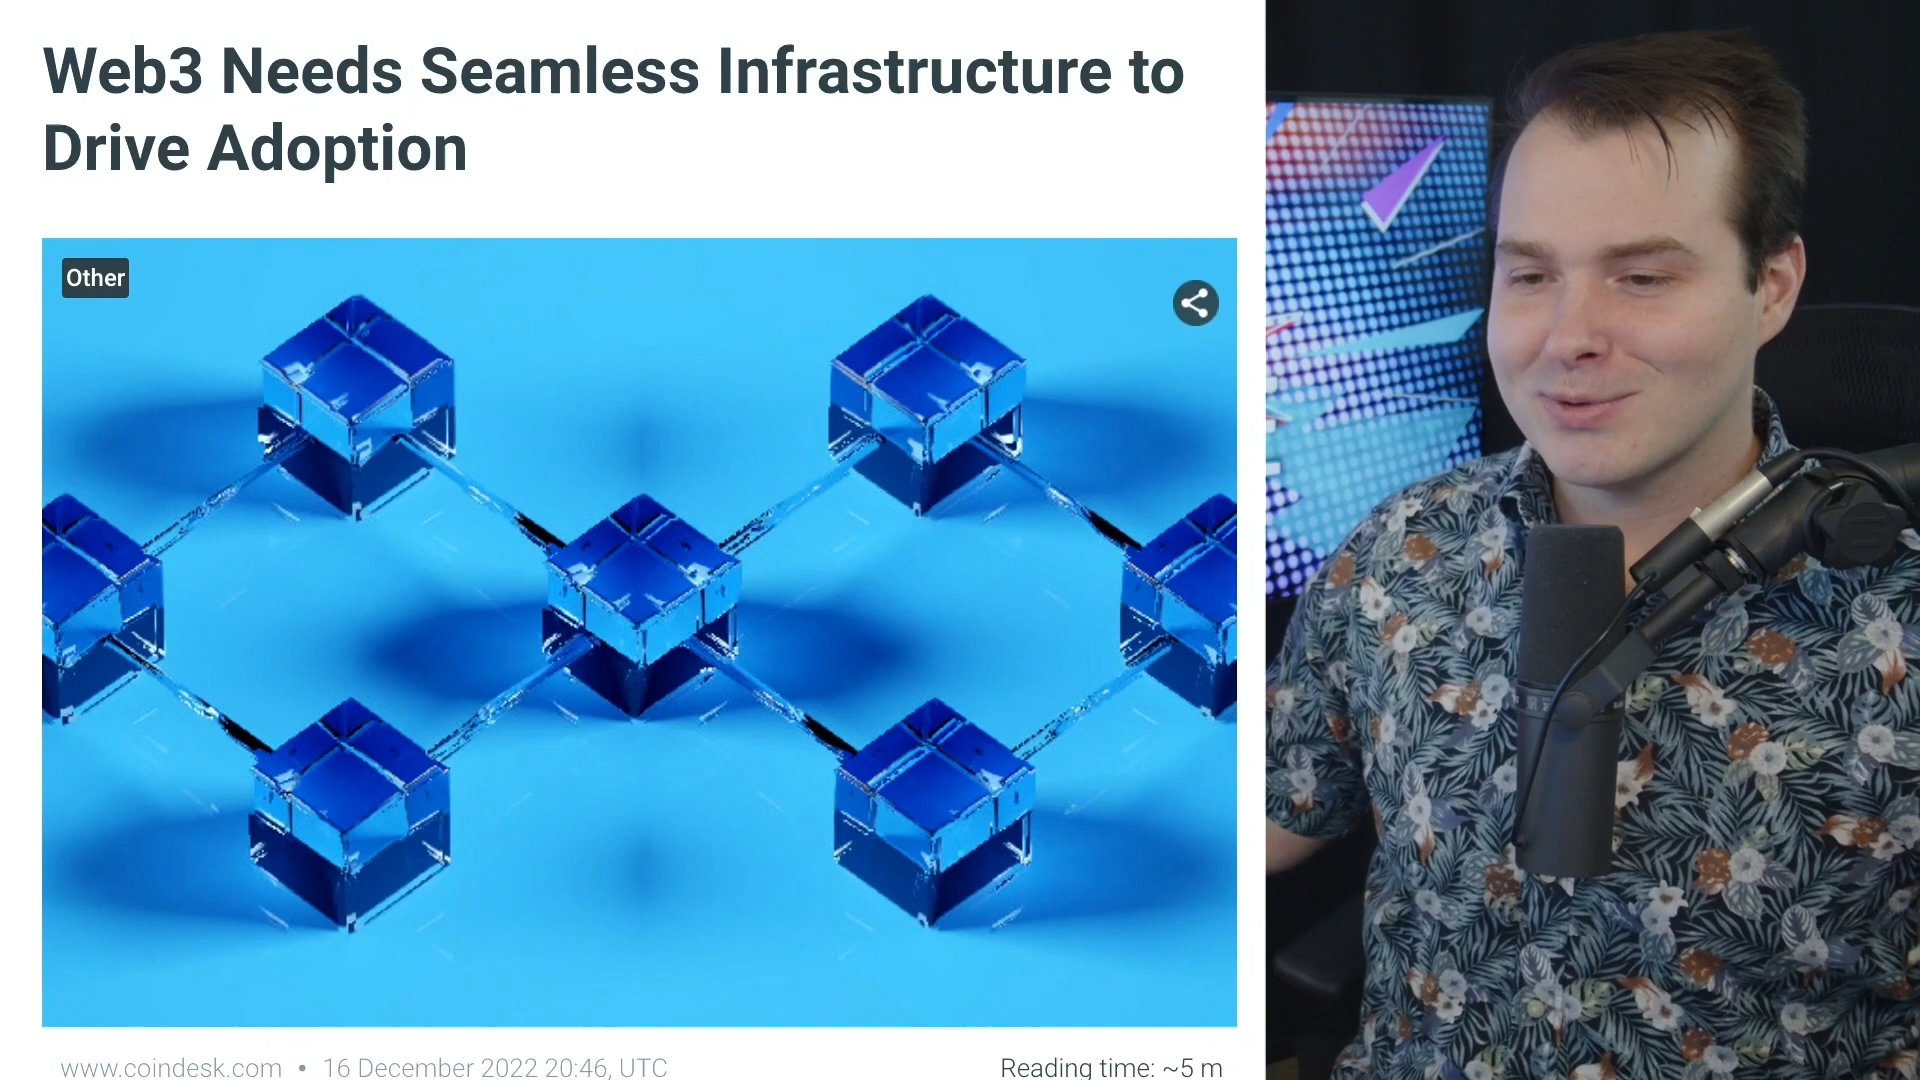 Web3 Needs Seamless Infrastructure to
Drive Adoption
Other
www.coindesk.com • 16 December 2022 20:46, UTC
Reading time: ~5 m